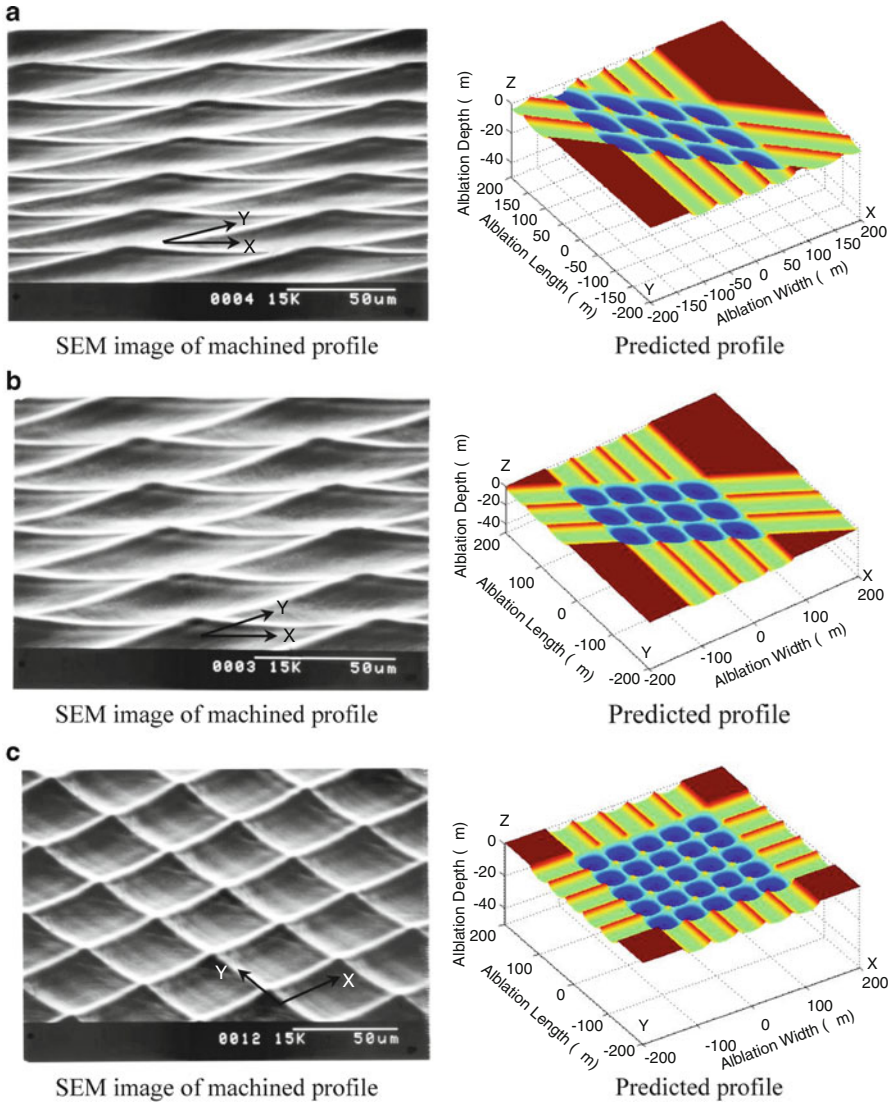 a
Y
X
0004 15K 50um
SEM image of machined profile
Z
0
-20
-40
Alblation Depth ( m)
200
150
100
50
0
-50
-100
-150
-200
Alblation Length ( m)
Y
-200
-150
-100
-50
0
50
100
150
200
X
Alblation Width ( m)
Predicted profile
b
Y
X
0003 15K 50um
SEM image of machined profile
Z
0
-20
-40
Alblation Depth ( m)
200
100
0
-100
-200
Alblation Length ( m)
Y
-200
-100
0
100
200
X
Alblation Width ( m)
Predicted profile
c
Y
X
0012 15K 50um
SEM image of machined profile
Z
0
-20
-40
Alblation Depth ( m)
200
100
0
-100
-200
Alblation Length ( m)
Y
-200
-100
0
100
200
X
Alblation Width ( m)
Predicted profile